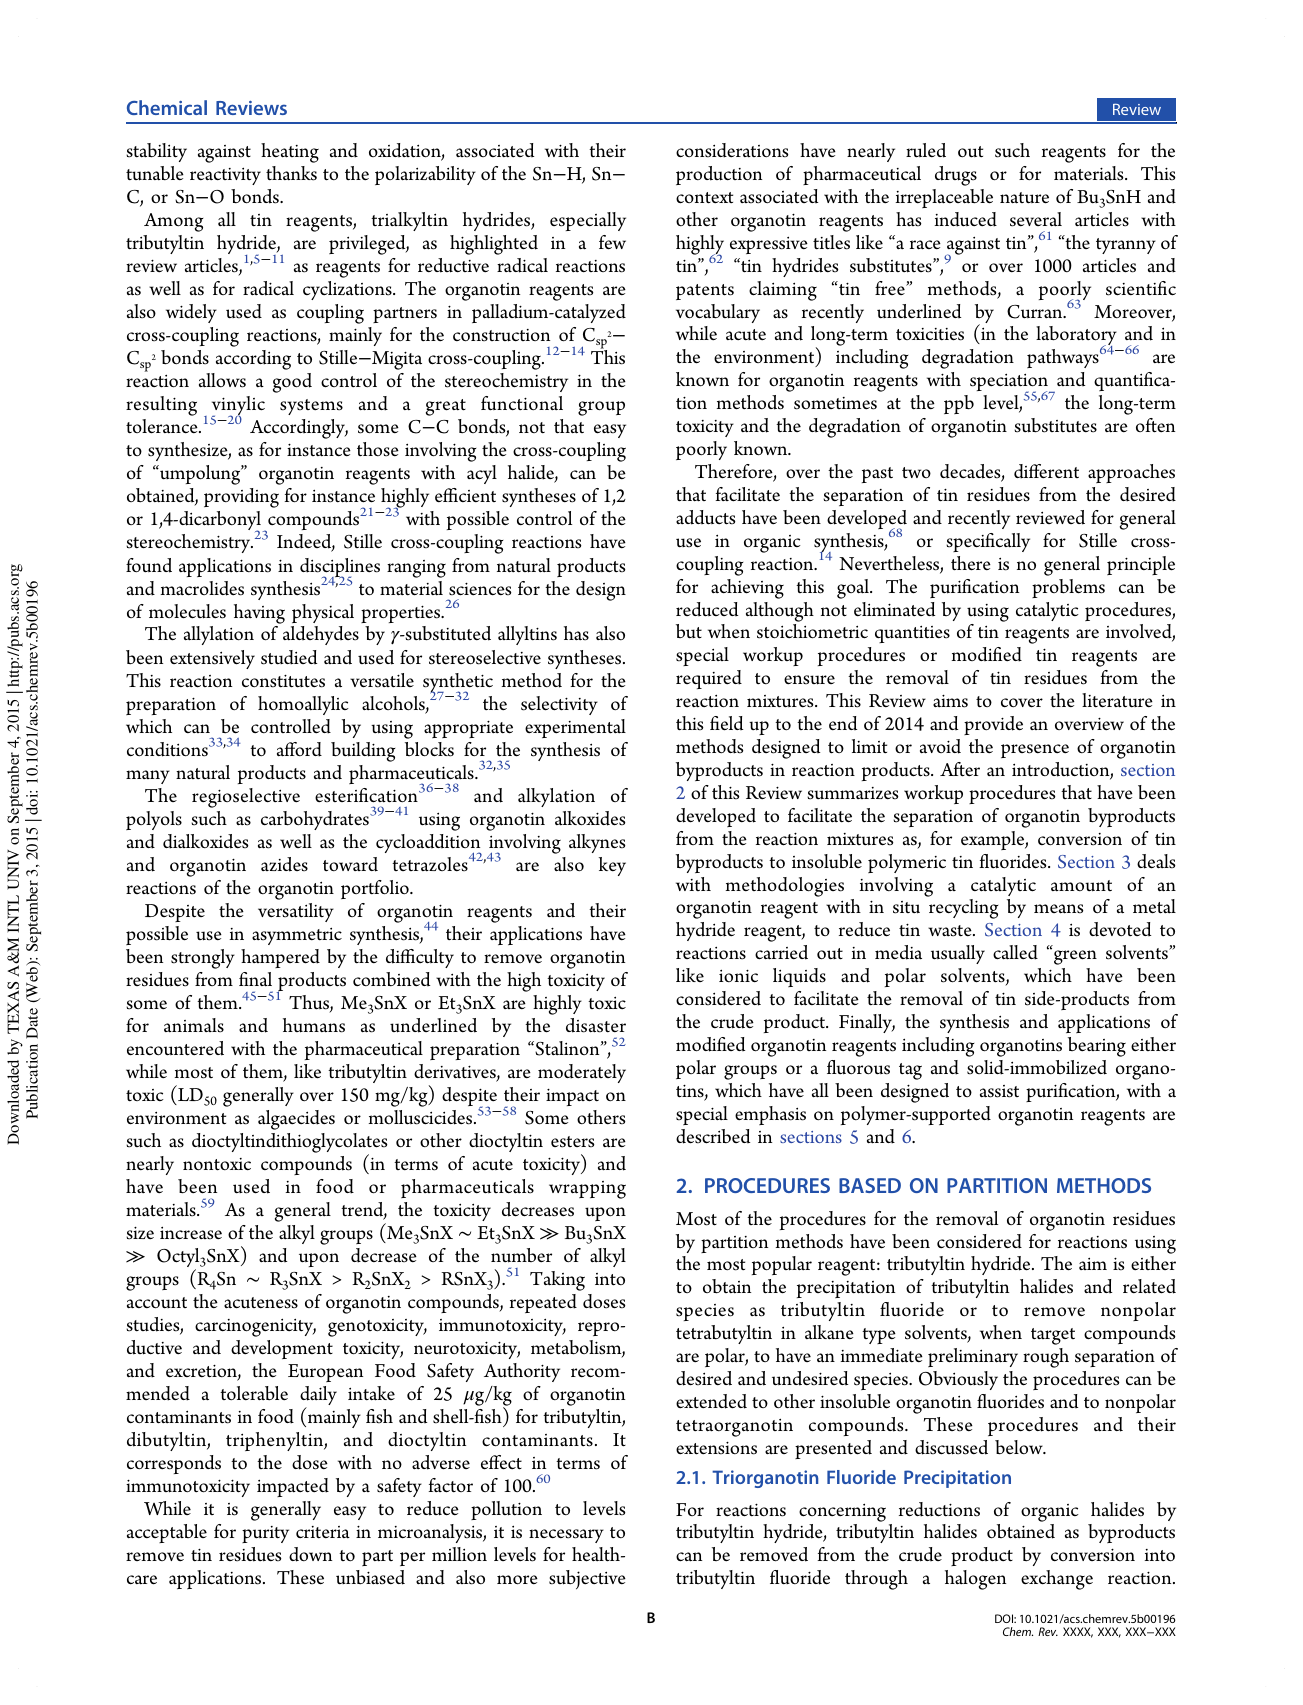 Chemical Reviews
Review
stability against heating and oxidation, associated with their
tunable reactivity thanks to the polarizability of the Sn−H, Sn−
C, or Sn−O bonds.
Among all tin reagents, trialkyltin hydrides, especially
tributyltin hydride, are privileged, as highlighted in a few
review articles,1,5−11 as reagents for reductive radical reactions
as well as for radical cyclizations. The organotin reagents are
also widely used as coupling partners in palladium-catalyzed
cross-coupling reactions, mainly for the construction of Csp2−
Csp2 bonds according to Stille−Migita cross-coupling.12−14 This
reaction allows a good control of the stereochemistry in the
resulting vinylic systems and a great functional group
tolerance.15−20 Accordingly, some C−C bonds, not that easy
to synthesize, as for instance those involving the cross-coupling
of “umpolung” organotin reagents with acyl halide, can be
obtained, providing for instance highly efficient syntheses of 1,2
or 1,4-dicarbonyl compounds21−23 with possible control of the
stereochemistry.23 Indeed, Stille cross-coupling reactions have
found applications in disciplines ranging from natural products
and macrolides synthesis24,25 to material sciences for the design
of molecules having physical properties.26
The allylation of aldehydes by γ-substituted allyltins has also
been extensively studied and used for stereoselective syntheses.
This reaction constitutes a versatile synthetic method for the
preparation of homoallylic alcohols,27−32 the selectivity of
which can be controlled by using appropriate experimental
conditions33,34 to afford building blocks for the synthesis of
many natural products and pharmaceuticals.32,35
The regioselective esterification36−38 and alkylation of
polyols such as carbohydrates39−41 using organotin alkoxides
and dialkoxides as well as the cycloaddition involving alkynes
and organotin azides toward tetrazoles42,43 are also key
reactions of the organotin portfolio.
Despite the versatility of organotin reagents and their
possible use in asymmetric synthesis,44 their applications have
been strongly hampered by the difficulty to remove organotin
residues from final products combined with the high toxicity of
some of them.45−51 Thus, Me3SnX or Et3SnX are highly toxic
for animals and humans as underlined by the disaster
encountered with the pharmaceutical preparation “Stalinon”,52
while most of them, like tributyltin derivatives, are moderately
toxic (LD50 generally over 150 mg/kg) despite their impact on
environment as algaecides or molluscicides.53−58 Some others
such as dioctyltindithioglycolates or other dioctyltin esters are
nearly nontoxic compounds (in terms of acute toxicity) and
have been used in food or pharmaceuticals wrapping
materials.59 As a general trend, the toxicity decreases upon
size increase of the alkyl groups (Me3SnX ∼ Et3SnX ≫ Bu3SnX
≫ Octyl3SnX) and upon decrease of the number of alkyl
groups (R4Sn ∼ R3SnX > R2SnX2 > RSnX3).51 Taking into
account the acuteness of organotin compounds, repeated doses
studies, carcinogenicity, genotoxicity, immunotoxicity, repro-
ductive and development toxicity, neurotoxicity, metabolism,
and excretion, the European Food Safety Authority recom-
mended a tolerable daily intake of 25 μg/kg of organotin
contaminants in food (mainly fish and shell-fish) for tributyltin,
dibutyltin, triphenyltin, and dioctyltin contaminants. It
corresponds to the dose with no adverse effect in terms of
immunotoxicity impacted by a safety factor of 100.60
While it is generally easy to reduce pollution to levels
acceptable for purity criteria in microanalysis, it is necessary to
remove tin residues down to part per million levels for health-
care applications. These unbiased and also more subjective
considerations have nearly ruled out such reagents for the
production of pharmaceutical drugs or for materials. This
context associated with the irreplaceable nature of Bu3SnH and
other organotin reagents has induced several articles with
highly expressive titles like “a race against tin”,61 “the tyranny of
tin”,62 “tin hydrides substitutes”,9 or over 1000 articles and
patents claiming “tin free” methods, a poorly scientific
vocabulary as recently underlined by Curran.63 Moreover,
while acute and long-term toxicities (in the laboratory and in
the environment) including degradation pathways64−66 are
known for organotin reagents with speciation and quantifica-
tion methods sometimes at the ppb level,55,67 the long-term
toxicity and the degradation of organotin substitutes are often
poorly known.
Therefore, over the past two decades, different approaches
that facilitate the separation of tin residues from the desired
adducts have been developed and recently reviewed for general
use in organic synthesis,68 or specifically for Stille cross-
coupling reaction.14 Nevertheless, there is no general principle
for achieving this goal. The purification problems can be
reduced although not eliminated by using catalytic procedures,
but when stoichiometric quantities of tin reagents are involved,
special workup procedures or modified tin reagents are
required to ensure the removal of tin residues from the
reaction mixtures. This Review aims to cover the literature in
this field up to the end of 2014 and provide an overview of the
methods designed to limit or avoid the presence of organotin
byproducts in reaction products. After an introduction, section
2 of this Review summarizes workup procedures that have been
developed to facilitate the separation of organotin byproducts
from the reaction mixtures as, for example, conversion of tin
byproducts to insoluble polymeric tin fluorides. Section 3 deals
with methodologies involving a catalytic amount of an
organotin reagent with in situ recycling by means of a metal
hydride reagent, to reduce tin waste. Section 4 is devoted to
reactions carried out in media usually called “green solvents”
like ionic liquids and polar solvents, which have been
considered to facilitate the removal of tin side-products from
the crude product. Finally, the synthesis and applications of
modified organotin reagents including organotins bearing either
polar groups or a fluorous tag and solid-immobilized organo-
tins, which have all been designed to assist purification, with a
special emphasis on polymer-supported organotin reagents are
described in sections 5 and 6.
2. PROCEDURES BASED ON PARTITION METHODS
Most of the procedures for the removal of organotin residues
by partition methods have been considered for reactions using
the most popular reagent: tributyltin hydride. The aim is either
to obtain the precipitation of tributyltin halides and related
species as tributyltin fluoride or to remove nonpolar
tetrabutyltin in alkane type solvents, when target compounds
are polar, to have an immediate preliminary rough separation of
desired and undesired species. Obviously the procedures can be
extended to other insoluble organotin fluorides and to nonpolar
tetraorganotin compounds. These procedures and their
extensions are presented and discussed below.
2.1. Triorganotin Fluoride Precipitation
For reactions concerning reductions of organic halides by
tributyltin hydride, tributyltin halides obtained as byproducts
can be removed from the crude product by conversion into
tributyltin fluoride through a halogen exchange reaction.
B
DOI: 10.1021/acs.chemrev.5b00196
Chem. Rev. XXXX, XXX, XXX−XXX
Downloaded by TEXAS A&M INTL UNIV on September 4, 2015 | http://pubs.acs.org
Publication Date (Web): September 3, 2015 | doi: 10.1021/acs.chemrev.5b00196